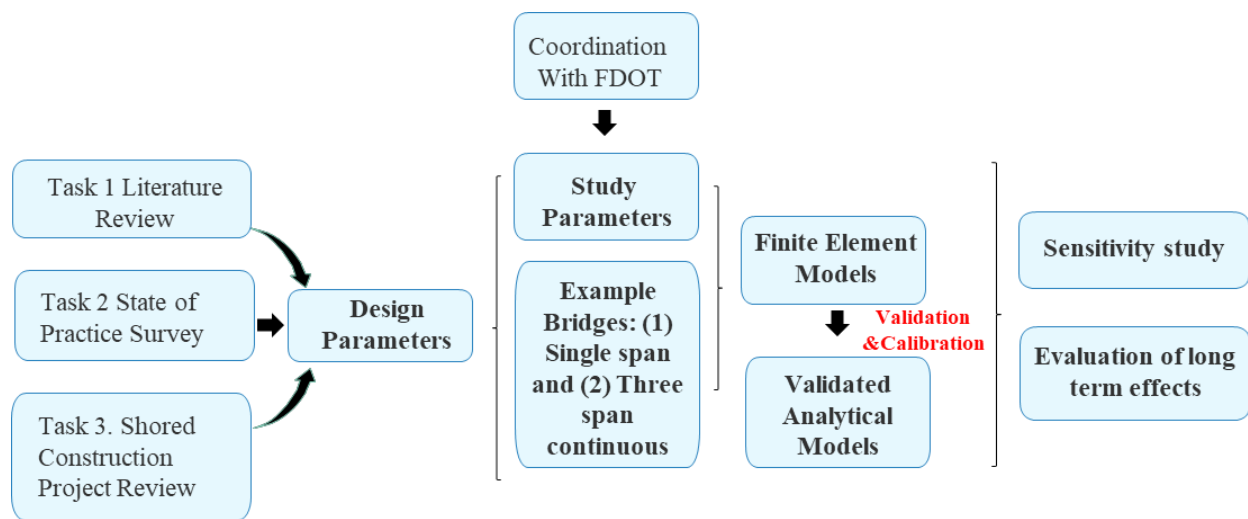 Coordination
With FDOT
Task 1 Literature
Review
Task 2 State of
Practice Survey
Task 3. Shored
Construction
Project Review
Design
Parameters
Study
Parameters
Example
Bridges: (1)
Single span
and (2) Three
span
continuous
Finite Element
Models
Validation
&Calibration
Validated
Analytical
Models
Sensitivity study
Evaluation of long
term effects